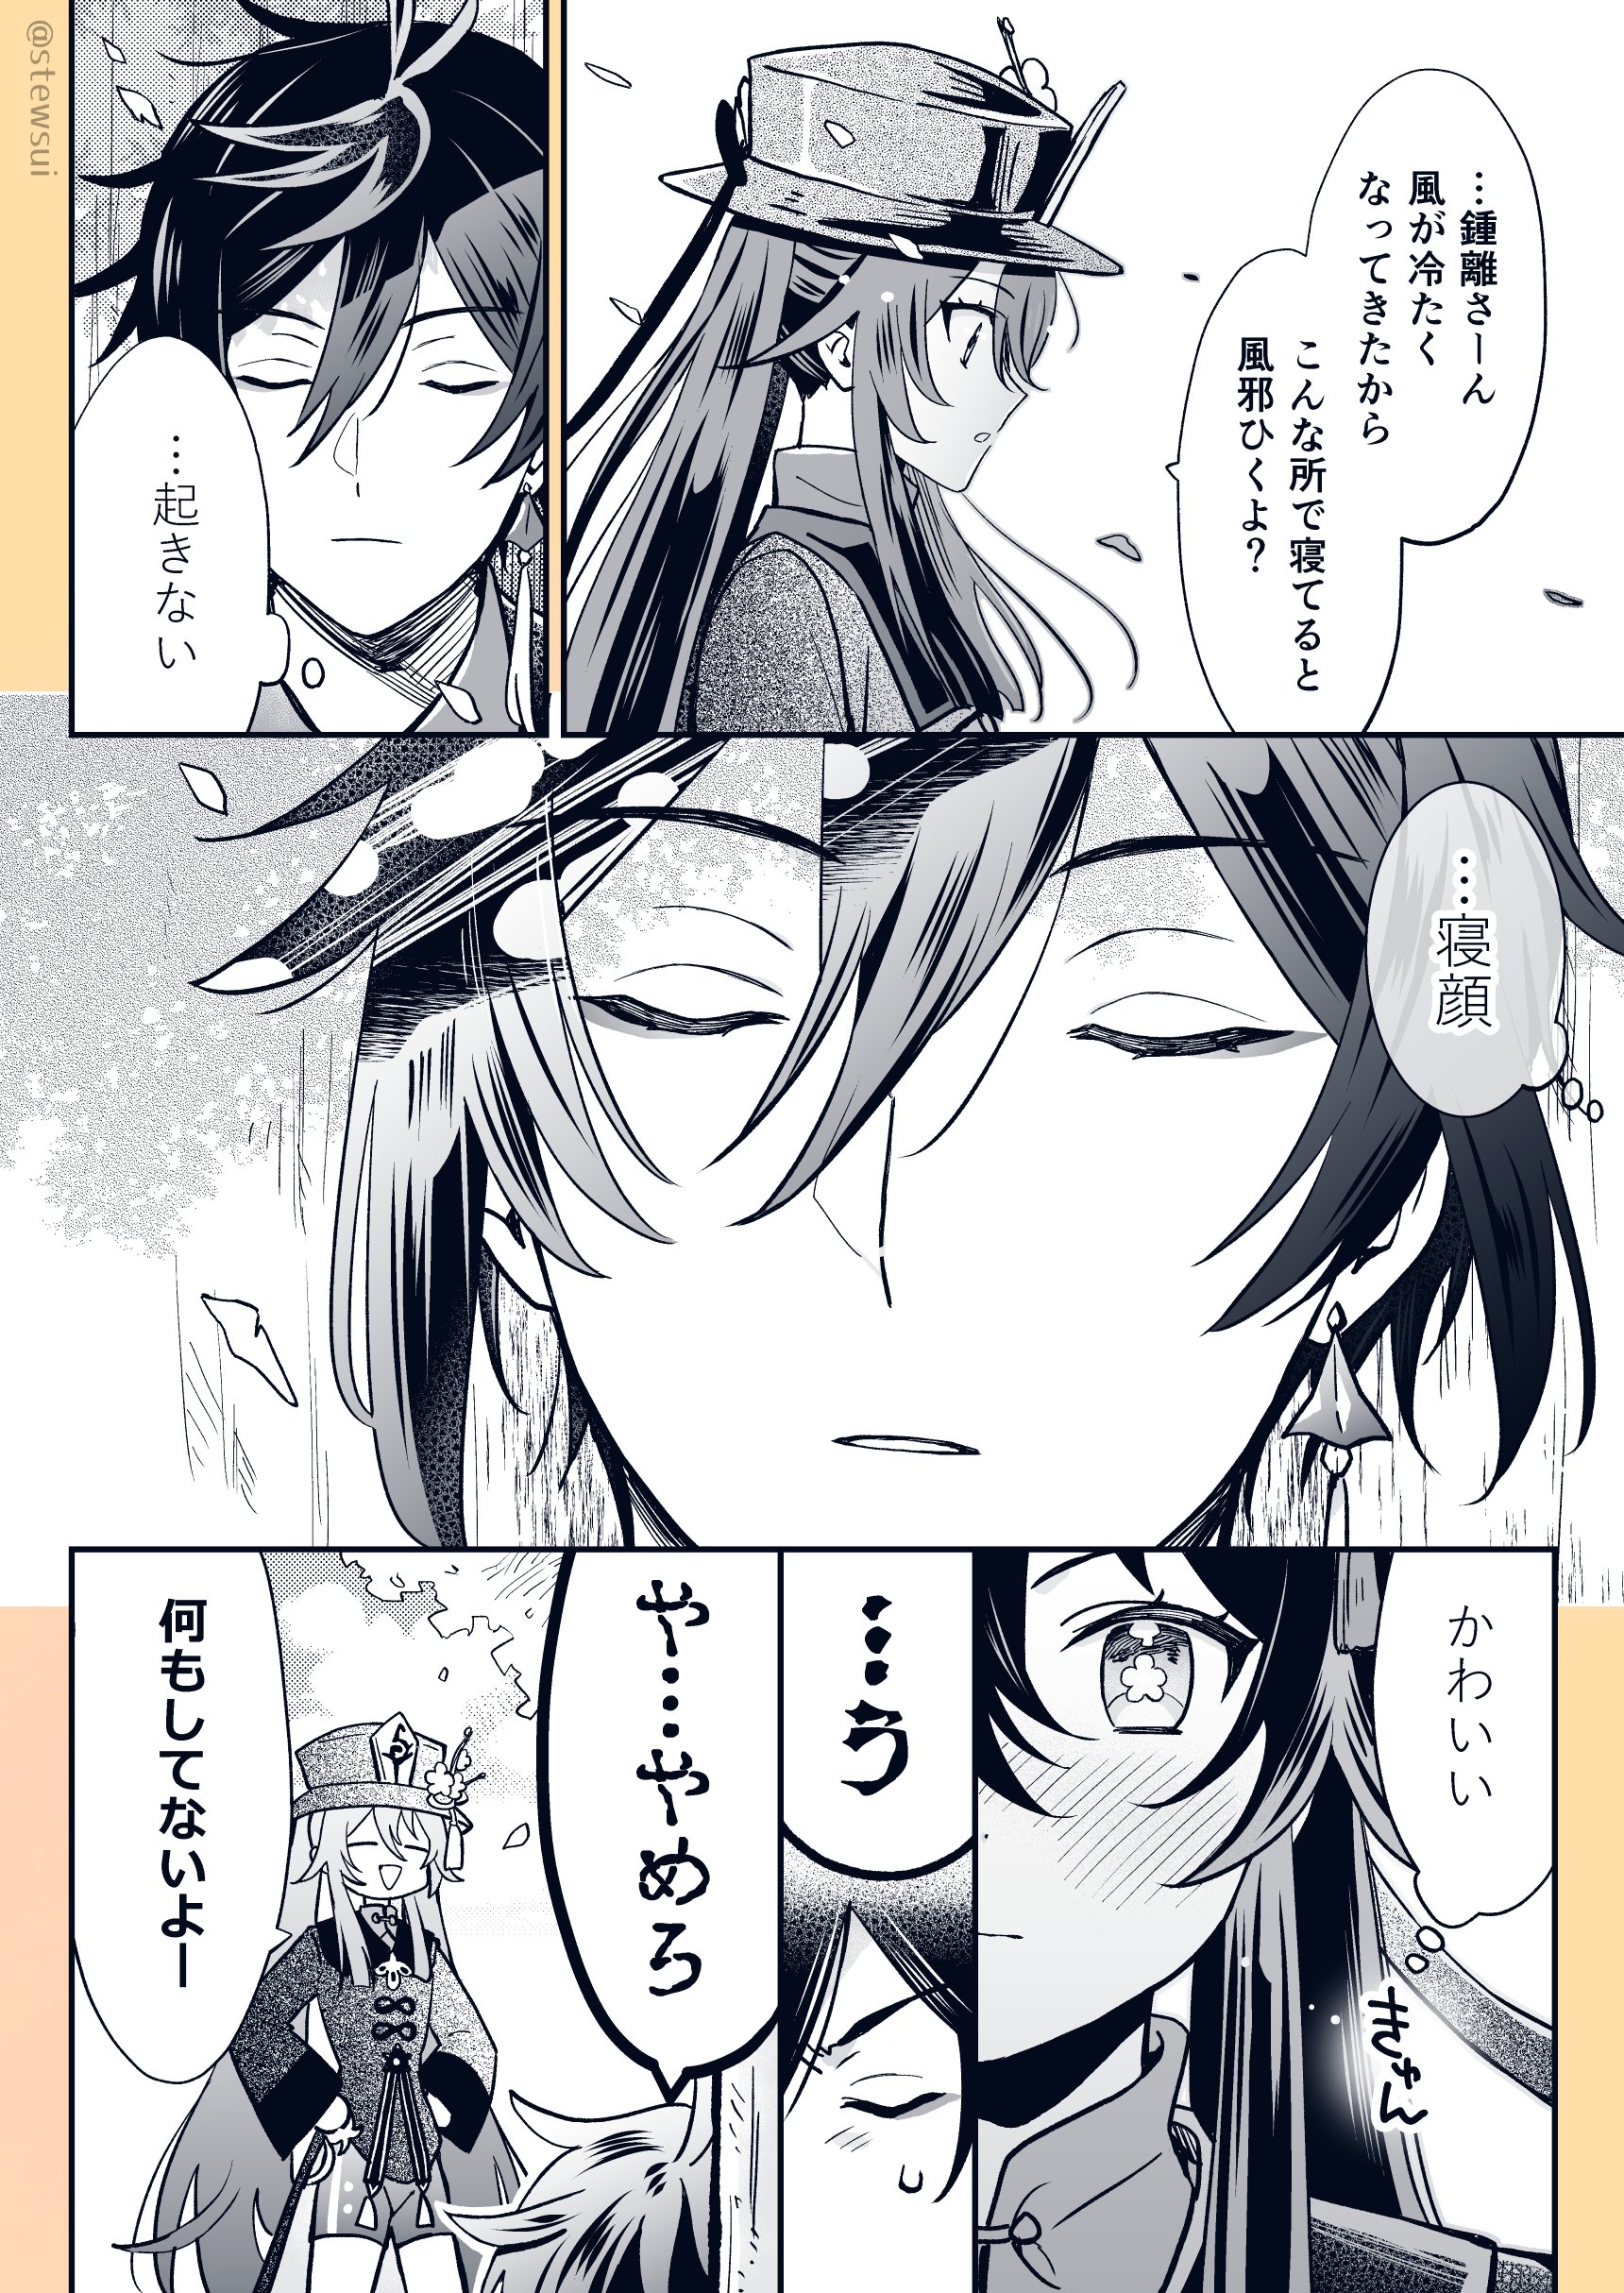 …鍾離さーん
風が冷たく
なってきたから
こんな所で寝てると
風邪ひくよ？
…起きない
…寝顔
かわいい
きゅん
…う
や…やめろ
何もしてないよー
@stewsui